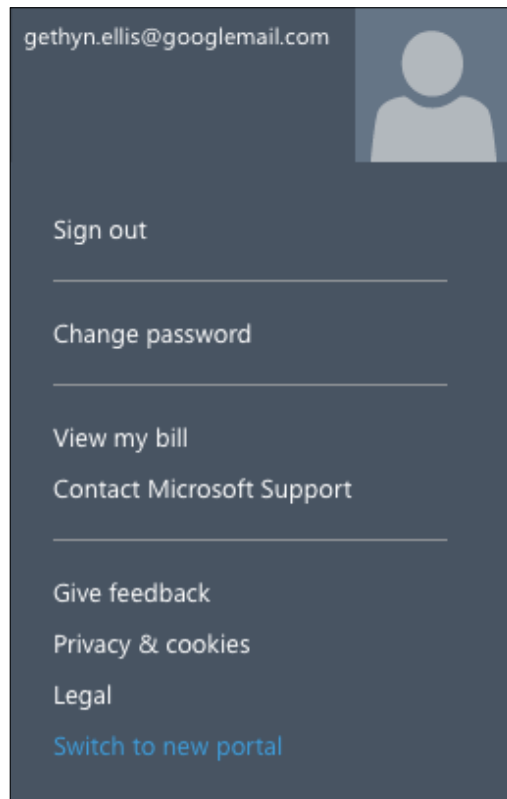 gethyn.ellis@googlemail.com
Sign out
Change password
View my bill
Contact Microsoft Support
Give feedback
Privacy & cookies
Legal
Switch to new portal